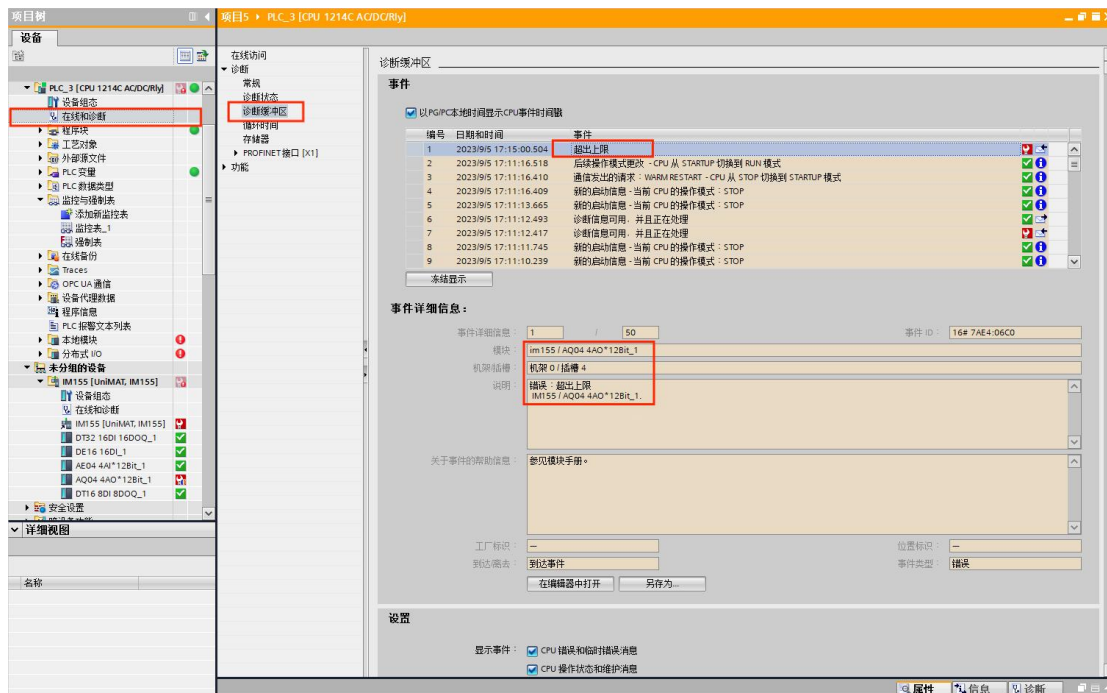 项目树
项目5 ▸ PLC_3 [CPU 1214C AC/DC/Rly]
设备
PLC_3 [CPU 1214C AC/DC/Rly]
设备组态
在线和诊断
程序块
工艺对象
外部源文件
PLC 变量
PLC 数据类型
监控与强制表
添加新监控表
监控表_1
强制表
在线备份
Traces
OPC UA 通信
设备代理数据
程序信息
PLC 报警文本列表
本地模块
分布式 I/O
未分组的设备
IM155 [UniMAT, IM155]
设备组态
在线和诊断
IM155 [UniMAT, IM155]
DT32 16DI 16DOQ_1
DE16 16DI_1
AE04 4AI*12Bit_1
AQ04 4AO*12Bit_1
DT16 8DI 8DOQ_1
安全设置
详细视图
名称
在线访问
诊断
常规
诊断状态
诊断缓冲区
循环时间
存储器
PROFINET 接口 [X1]
功能
诊断缓冲区
事件
以PG/PC本地时间显示CPU事件时间戳
编号 日期和时间 事件
1 2023/9/5 17:15:00.504 超出上限
2 2023/9/5 17:11:16.518 后续操作模式更改 - CPU 从 STARTUP 切换到 RUN 模式
3 2023/9/5 17:11:16.410 通信发出的请求：WARM RESTART - CPU 从 STOP 切换到 STARTUP 模式
4 2023/9/5 17:11:16.409 新的启动信息 - 当前 CPU 的操作模式：STOP
5 2023/9/5 17:11:13.665 新的启动信息 - 当前 CPU 的操作模式：STOP
6 2023/9/5 17:11:12.493 诊断信息可用，并且正在处理
7 2023/9/5 17:11:12.417 诊断信息可用，并且正在处理
8 2023/9/5 17:11:11.745 新的启动信息 - 当前 CPU 的操作模式：STOP
9 2023/9/5 17:11:10.239 新的启动信息 - 当前 CPU 的操作模式：STOP
冻结显示
事件详细信息：
事件详细信息： 1 / 50 事件 ID： 16# 7AE4:06C0
模块： im155 / AQ04 4AO*12Bit_1
机架/插槽： 机架 0 / 插槽 4
说明： 错误：超出上限
IM155 / AQ04 4AO*12Bit_1.
关于事件的帮助信息： 参见模块手册。
工厂标识： — 位置标识： —
到达/离去： 到达事件 事件类型： 错误
在编辑器中打开 另存为...
设置
显示事件： CPU 错误和临时错误消息
CPU 操作状态和维护消息
属性 信息 诊断